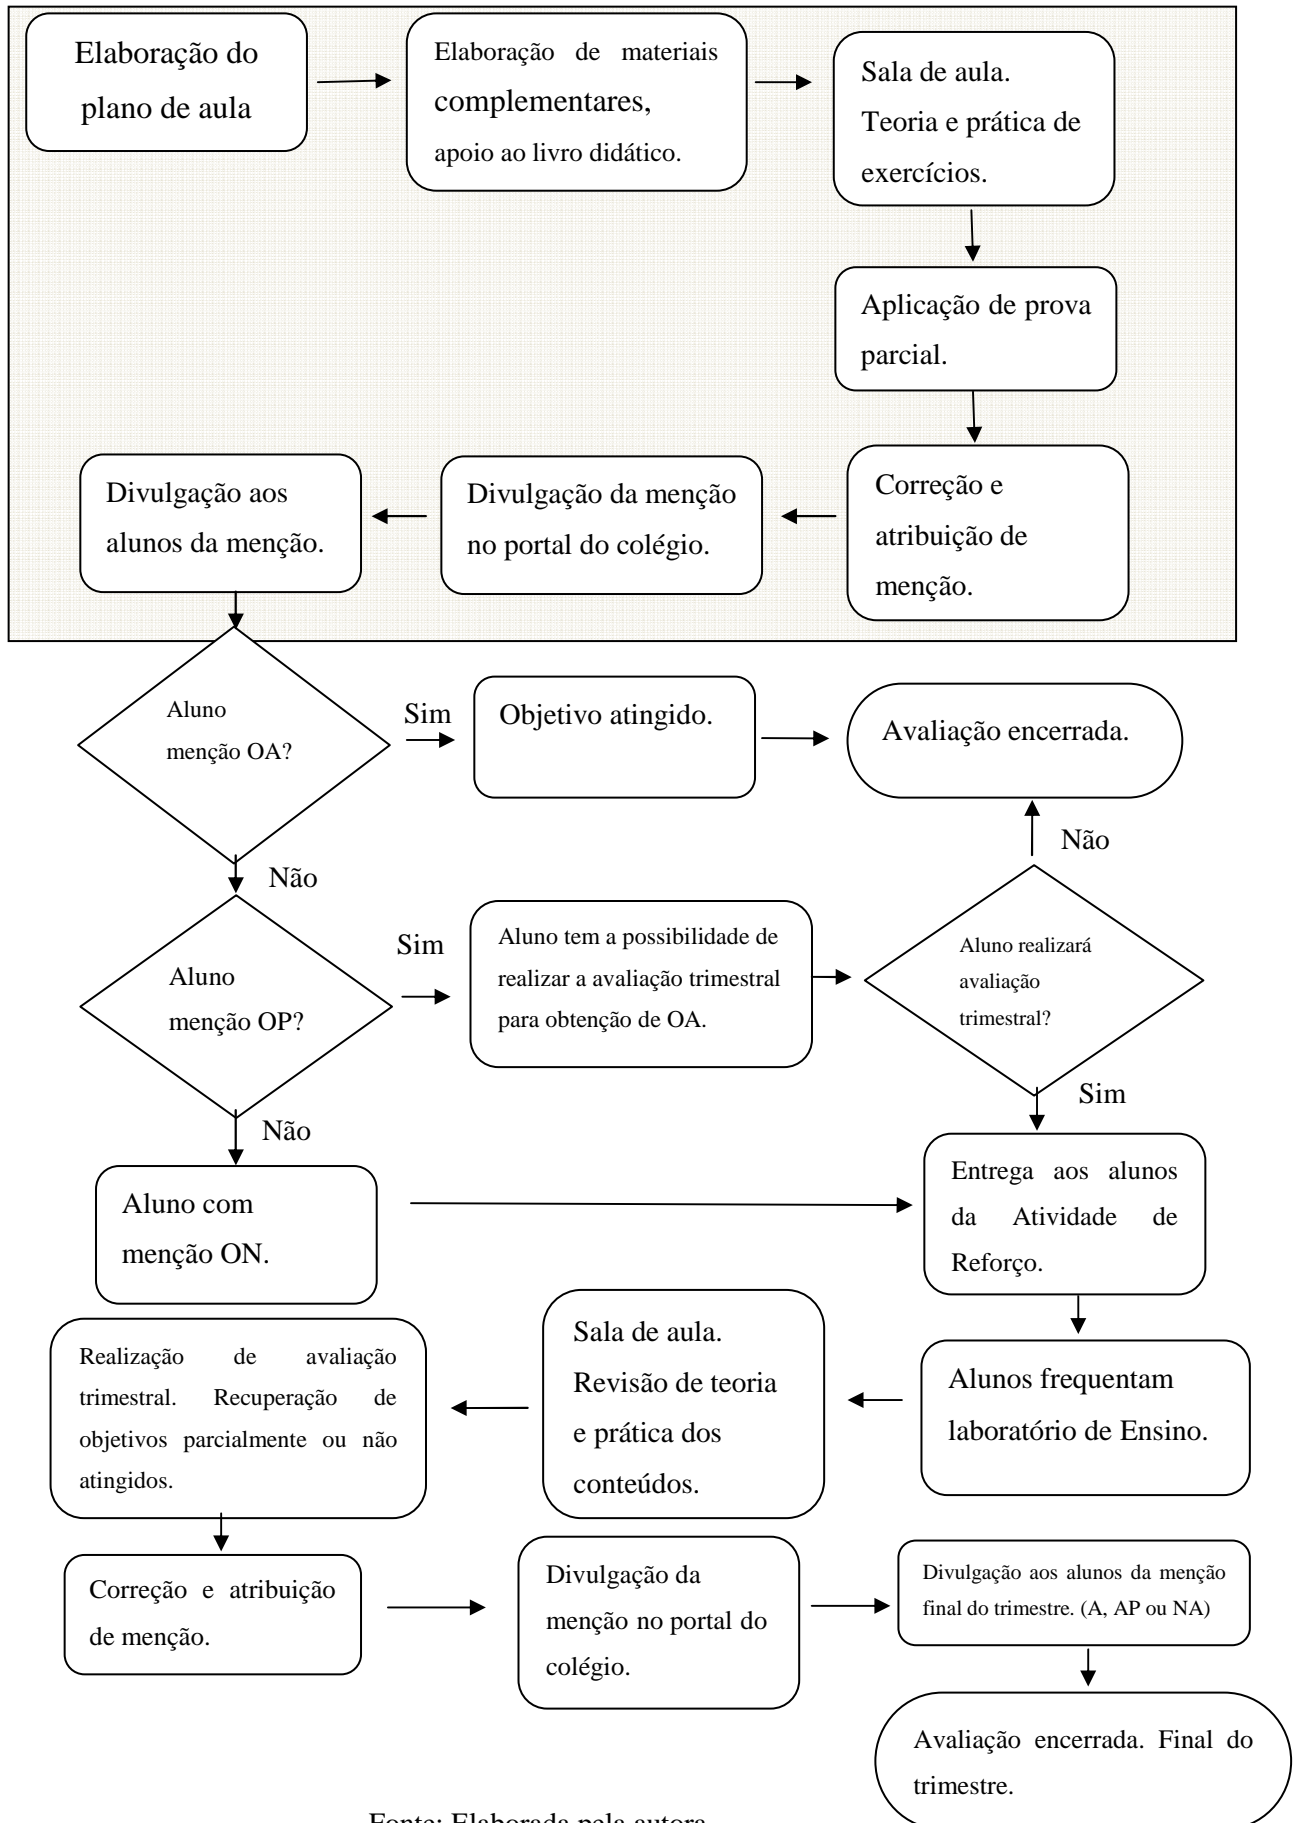 Elaboração do
plano de aula
Elaboração de materiais
complementares,
apoio ao livro didático.
Sala de aula.
Teoria e prática de
exercícios.
Aplicação de prova
parcial.
Correção e
atribuição de
menção.
Divulgação da menção
no portal do colégio.
Divulgação aos
alunos da menção.
Aluno
menção OA?
Sim
Objetivo atingido.
Avaliação encerrada.
Não
Não
Aluno
menção OP?
Sim
Aluno tem a possibilidade de
realizar a avaliação trimestral
para obtenção de OA.
Aluno realizará
avaliação
trimestral?
Sim
Não
Aluno com
menção ON.
Entrega aos alunos
da Atividade de
Reforço.
Alunos frequentam
laboratório de Ensino.
Sala de aula.
Revisão de teoria
e prática dos
conteúdos.
Realização de avaliação
trimestral. Recuperação de
objetivos parcialmente ou não
atingidos.
Correção e atribuição
de menção.
Divulgação da
menção no portal do
colégio.
Divulgação aos alunos da menção
final do trimestre. (A, AP ou NA)
Avaliação encerrada. Final do
trimestre.
Fonte: Elaborada pela autora